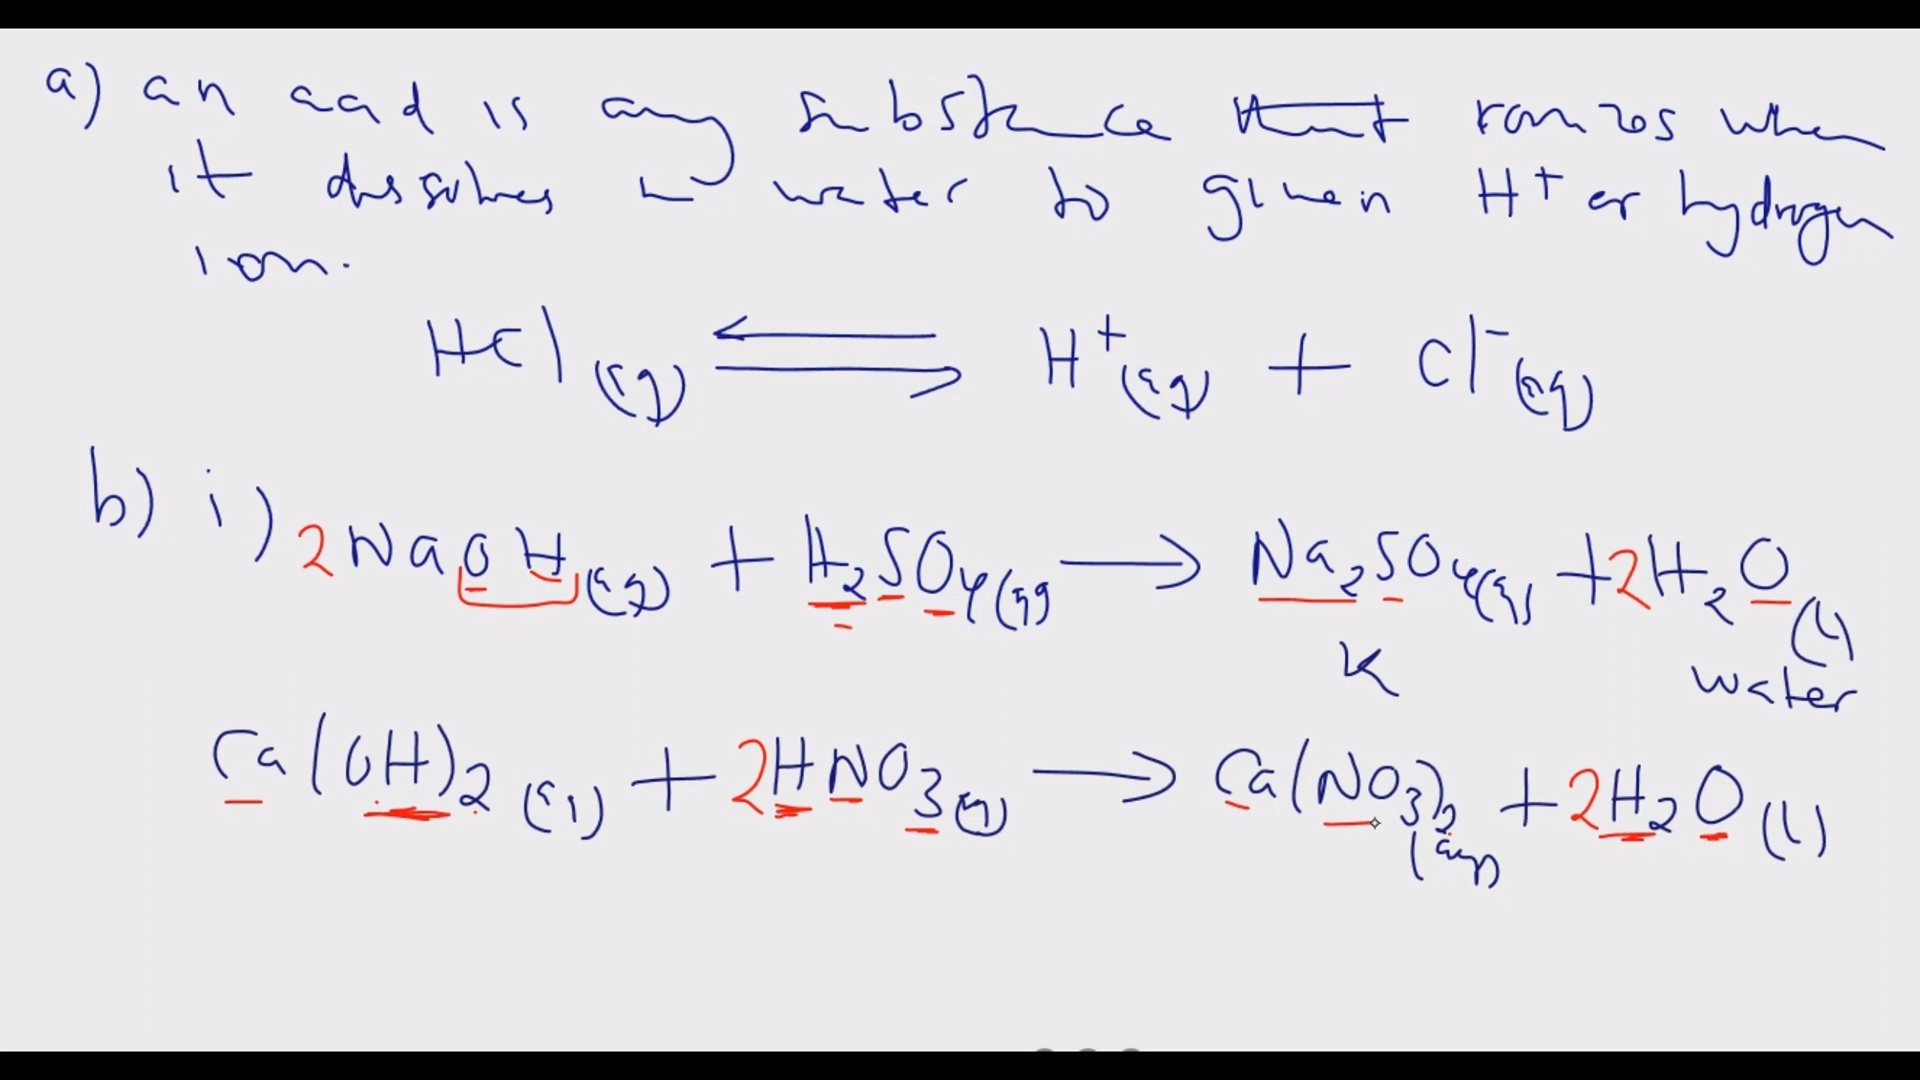 a) an acid is any substance that ionizes when
it dissolves in water to given H⁺ or hydrogen
ion.
HCl(aq) ⇌ H⁺(aq) + Cl⁻(aq)
b) i) 2NaOH(aq) + H₂SO₄(aq) → Na₂SO₄(aq) + 2H₂O(l)
K water
Ca(OH)₂(aq) + 2HNO₃(aq) → Ca(NO₃)₂(aq) + 2H₂O(l)